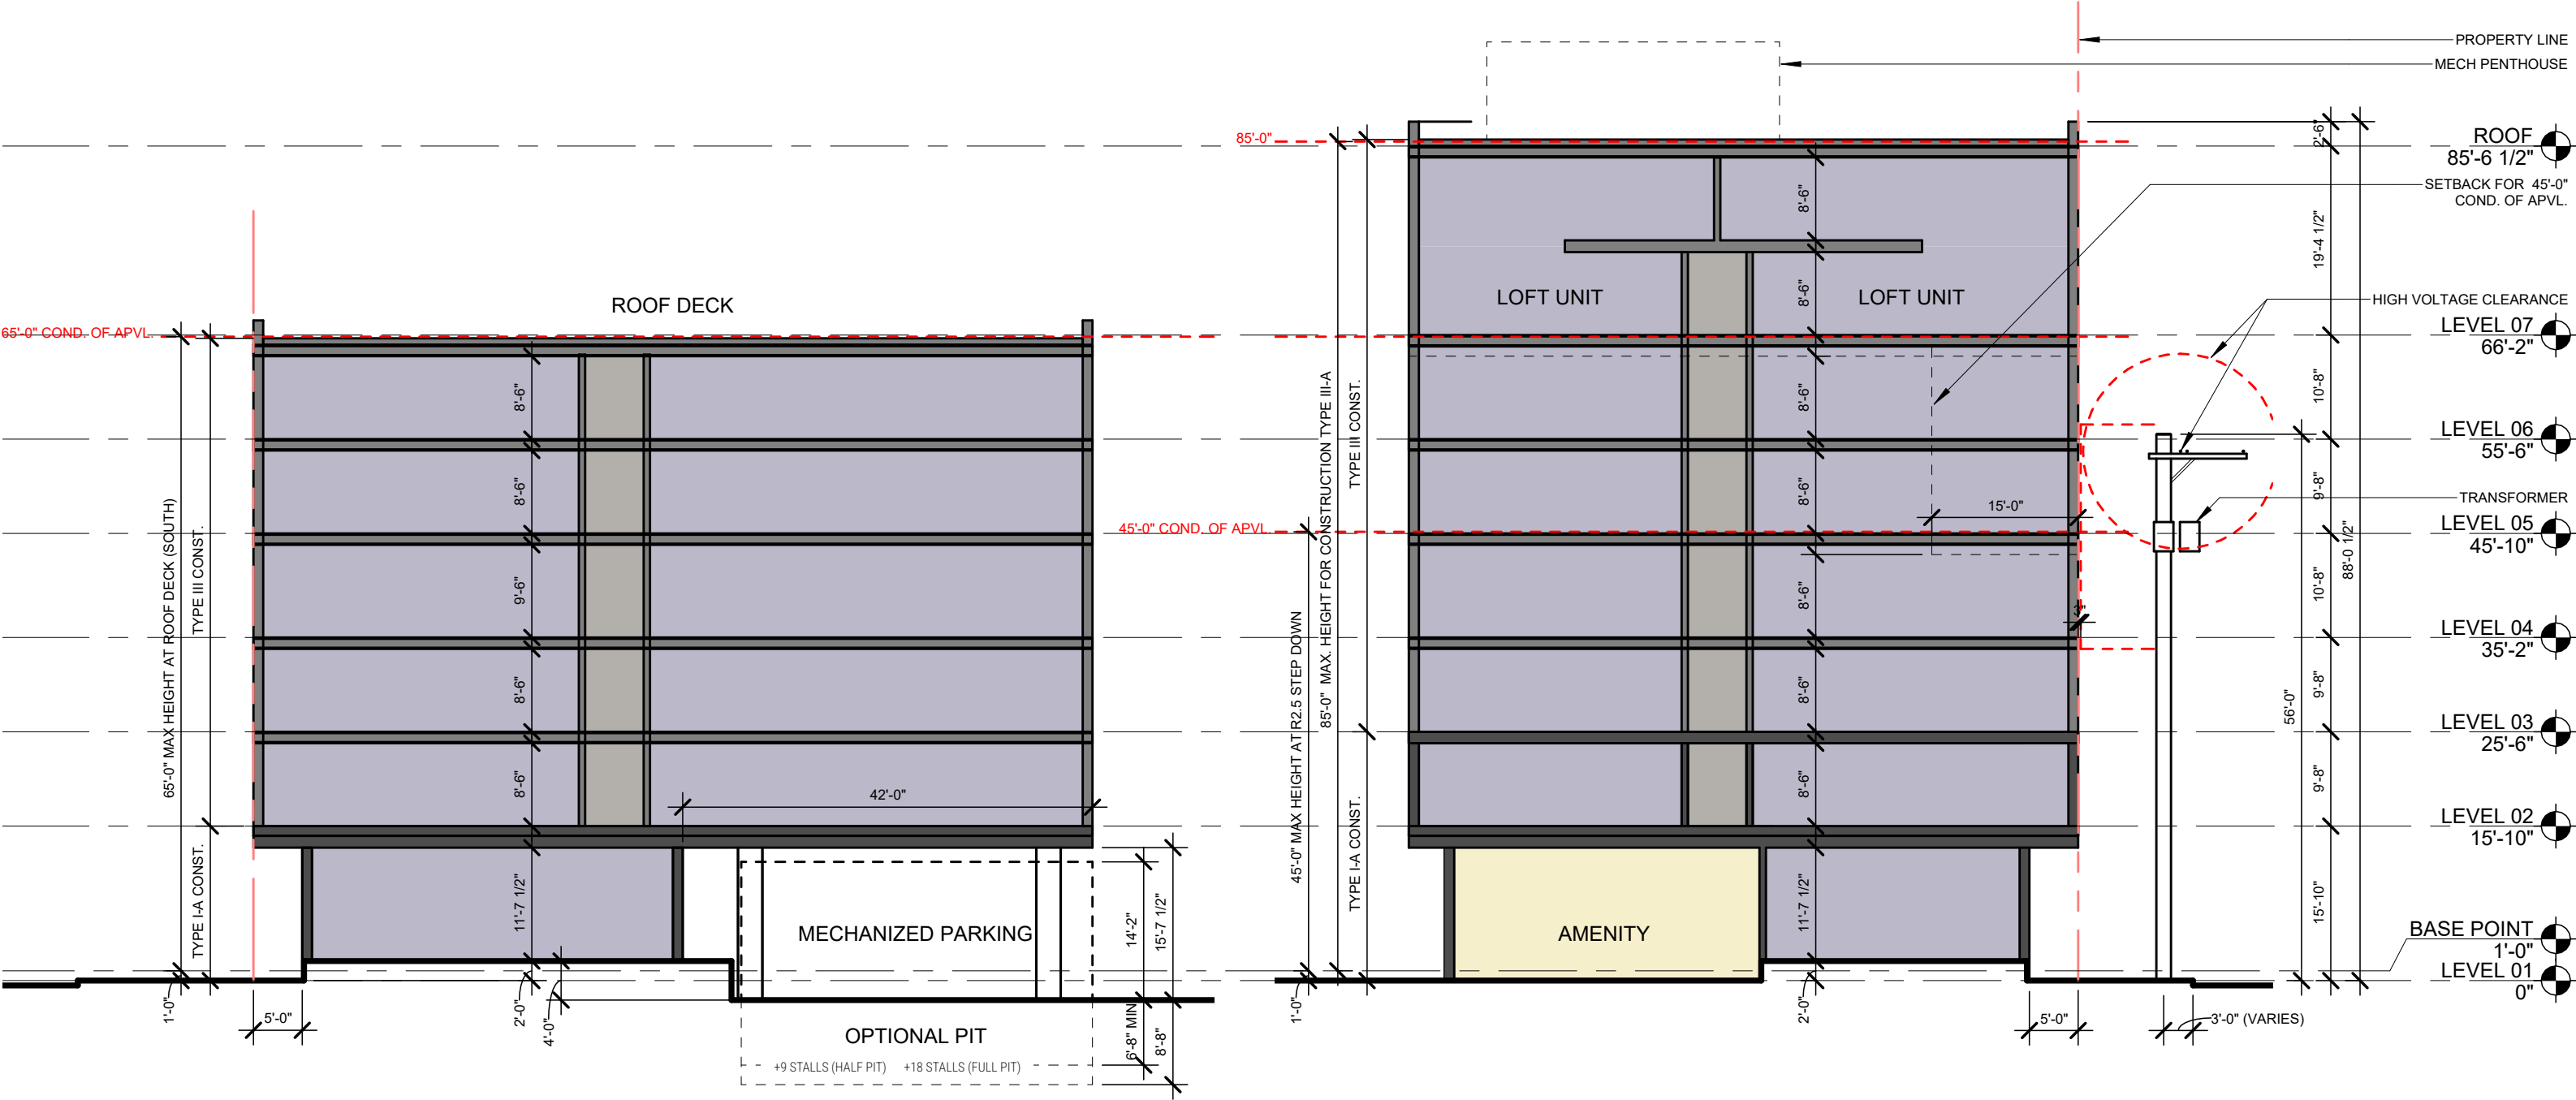 PROPERTY LINE
MECH PENTHOUSE
85'-0"
2'-6"
ROOF
85'-6 1/2"
SETBACK FOR 45'-0"
COND. OF APVL.
8'-6"
19'-4 1/2"
ROOF DECK
LOFT UNIT
8'-6"
LOFT UNIT
HIGH VOLTAGE CLEARANCE
65'-0" COND. OF APVL.
LEVEL 07
66'-2"
8'-6"
8'-6"
10'-8"
LEVEL 06
55'-6"
65'-0" MAX HEIGHT AT ROOF DECK (SOUTH)
TYPE III CONST.
8'-6"
85'-0" MAX. HEIGHT FOR CONSTRUCTION TYPE III-A
TYPE III CONST.
8'-6"
15'-0"
9'-8"
TRANSFORMER
45'-0" COND. OF APVL.
LEVEL 05
45'-10"
88'-0 1/2"
9'-6"
8'-6"
10'-8"
LEVEL 04
35'-2"
45'-0" MAX HEIGHT AT R2.5 STEP DOWN
8'-6"
8'-6"
56'-0"
9'-8"
LEVEL 03
25'-6"
8'-6"
42'-0"
8'-6"
9'-8"
LEVEL 02
15'-10"
TYPE I-A CONST.
11'-7 1/2"
MECHANIZED PARKING
14'-2"
15'-7 1/2"
TYPE I-A CONST.
AMENITY
11'-7 1/2"
15'-10"
BASE POINT
1'-0"
LEVEL 01
0"
1'-0"
5'-0"
2'-0"
4'-0"
OPTIONAL PIT
6'-8" MIN
8'-8"
+9 STALLS (HALF PIT)
+18 STALLS (FULL PIT)
1'-0"
2'-0"
5'-0"
3'-0" (VARIES)